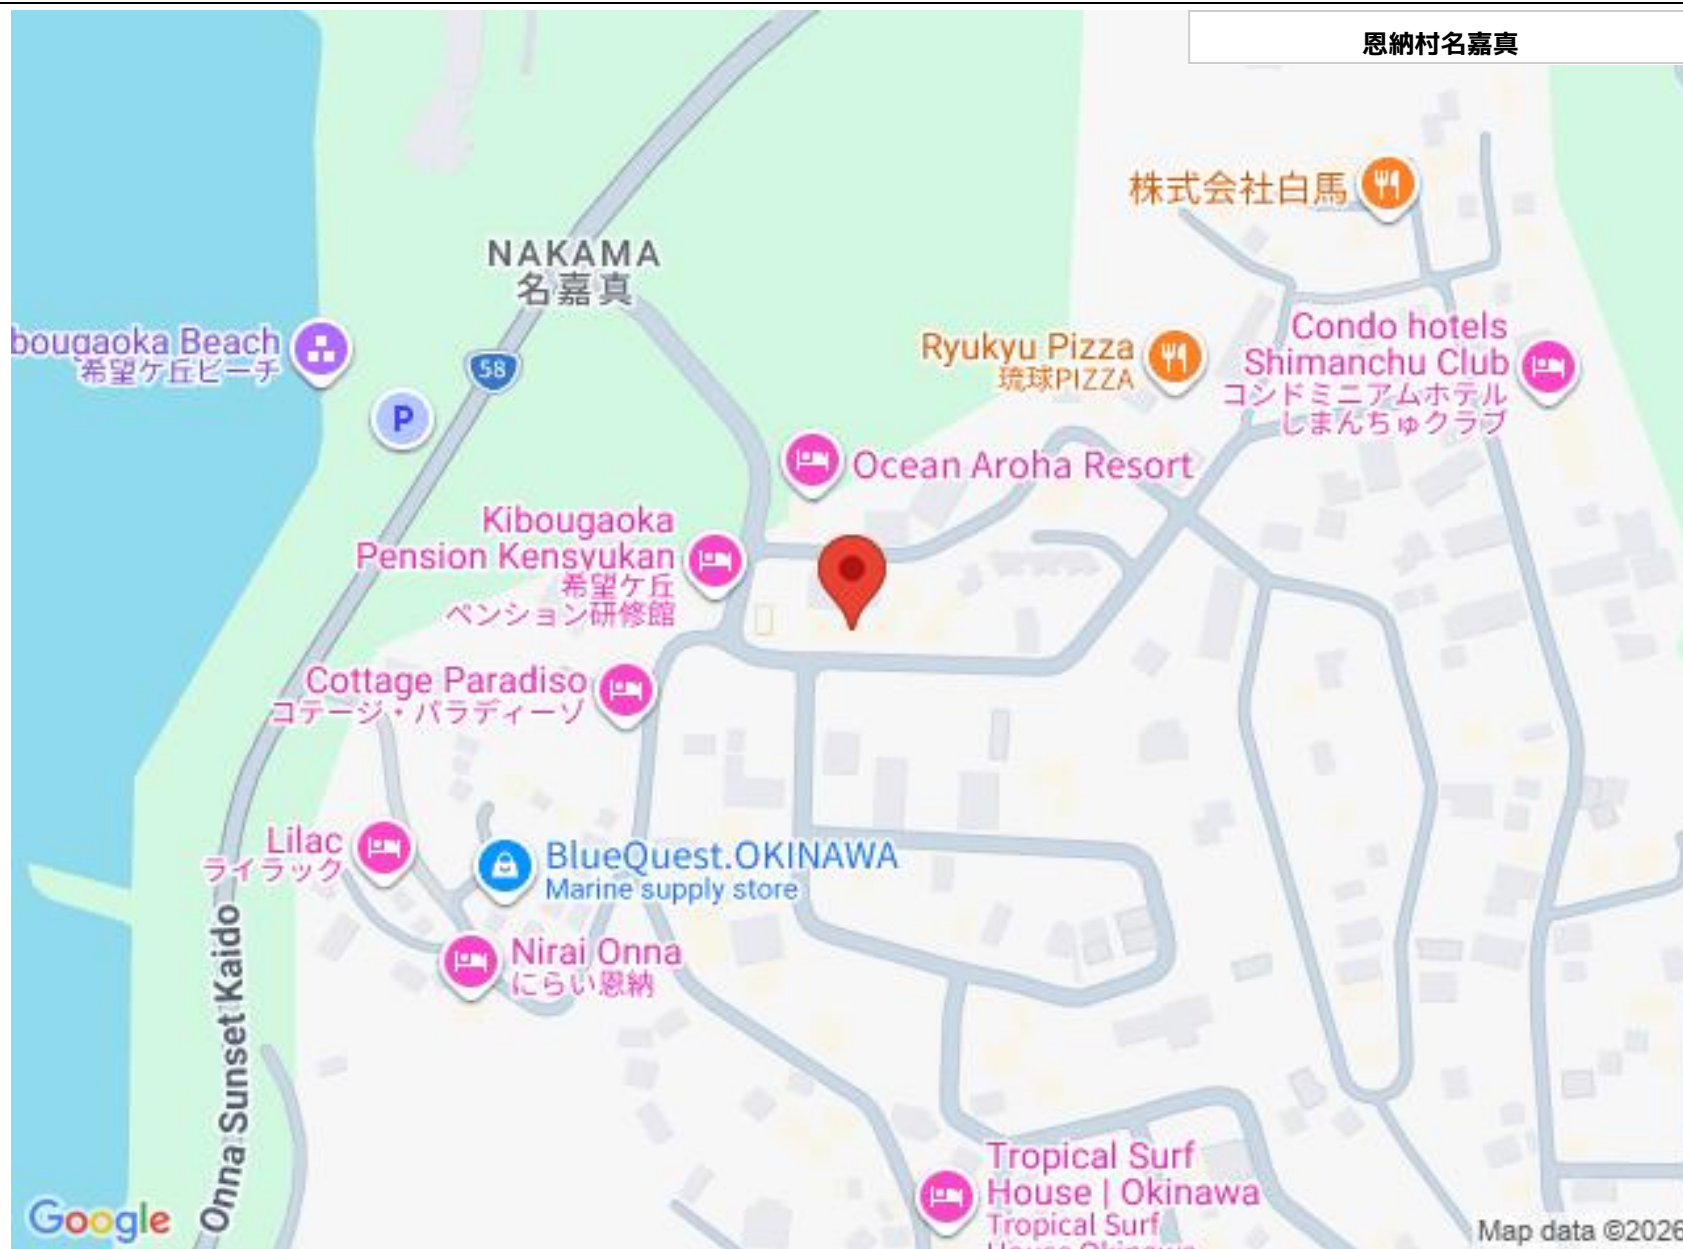 恩納村名嘉真
株式会社白馬
NAKAMA
名嘉真
bougaoka Beach
希望ケ丘ビーチ
58
P
Ryukyu Pizza
琉球PIZZA
Condo hotels
Shimanchu Club
コンドミニアムホテル
しまんちゅクラブ
Ocean Aroha Resort
Kibougaoka
Pension Kensyukan
希望ケ丘
ペンション研修館
Cottage Paradiso
コテージ・パラディーゾ
Lilac
ライラック
BlueQuest.OKINAWA
Marine supply store
Nirai Onna
にらい恩納
Onna Sunset Kaido
Tropical Surf
House | Okinawa
Tropical Surf
House Okinawa
Google
Map data ©2026